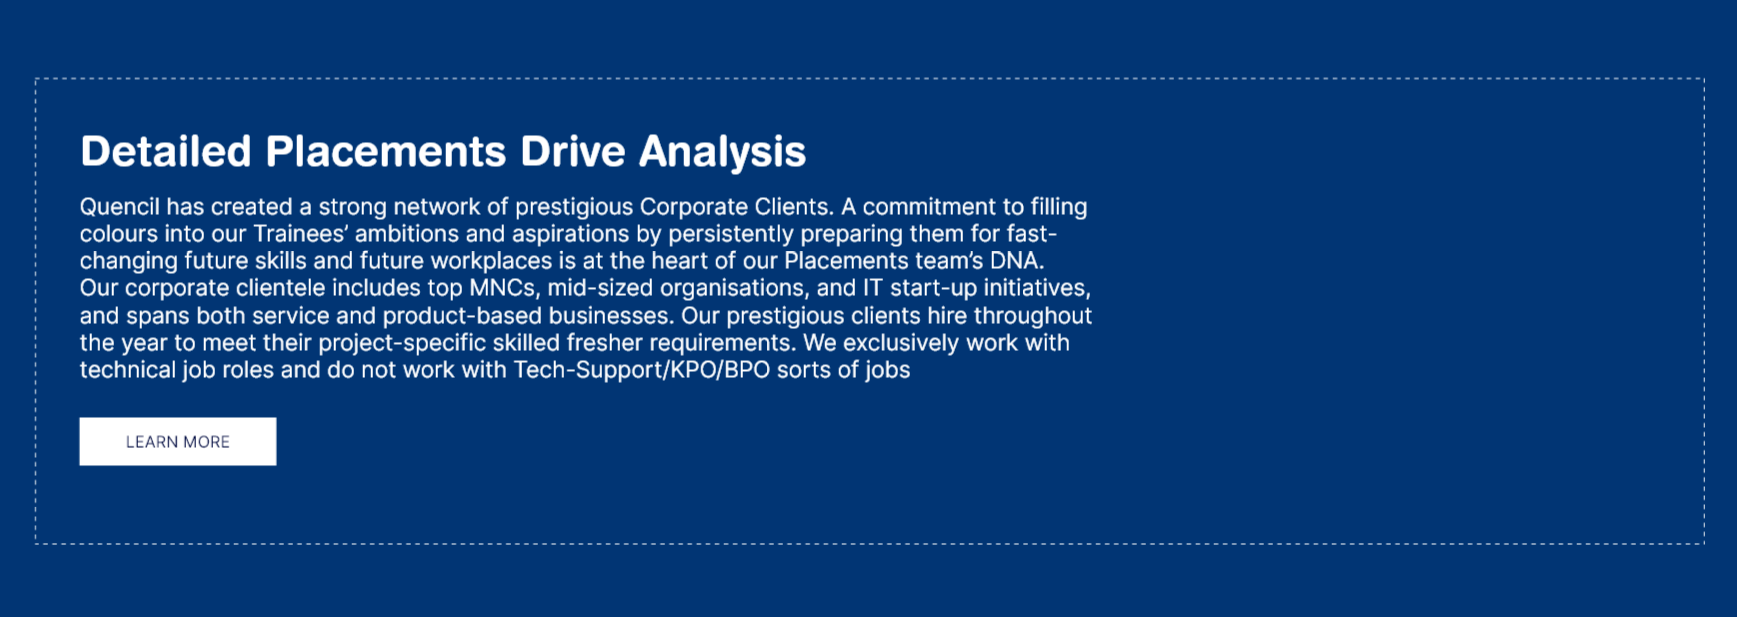 Detailed Placements Drive Analysis
Quencil has created a strong network of prestigious Corporate Clients. A commitment to filling
colours into our Trainees’ ambitions and aspirations by persistently preparing them for fast-
changing future skills and future workplaces is at the heart of our Placements team’s DNA.
Our corporate clientele includes top MNCs, mid-sized organisations, and IT start-up initiatives,
and spans both service and product-based businesses. Our prestigious clients hire throughout
the year to meet their project-specific skilled fresher requirements. We exclusively work with
technical job roles and do not work with Tech-Support/KPO/BPO sorts of jobs
LEARN MORE